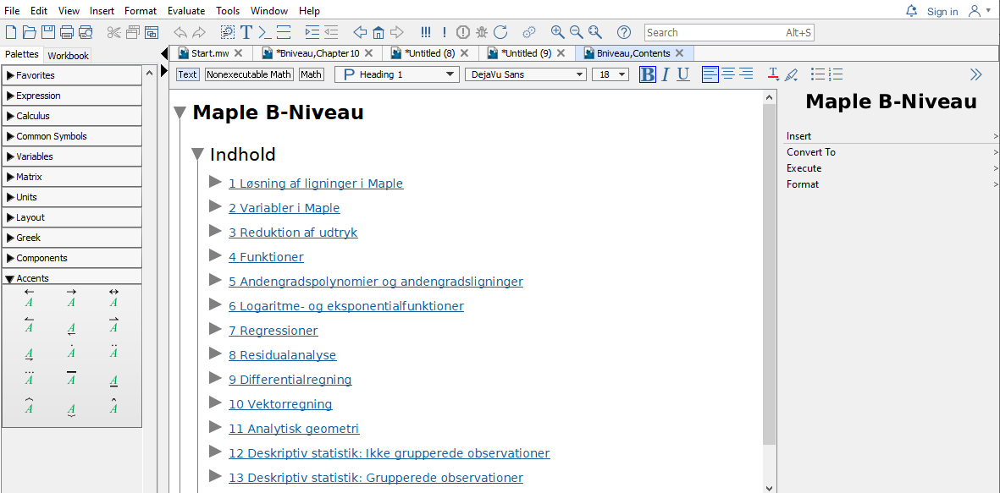 File Edit View Insert Format Evaluate Tools Window Help
Sign in
Search Alt+S
Palettes Workbook
Start.mw *Bniveau,Chapter10 *Untitled (8) *Untitled (9) Bniveau,Contents
Text Nonexecutable Math Math P Heading 1 DejaVu Sans 18 B I U T
Favorites
Expression
Calculus
Common Symbols
Variables
Matrix
Units
Layout
Greek
Components
Accents
A A A
A A A
A A A
A A A
A A A
Maple B-Niveau
Indhold
1 Løsning af ligninger i Maple
2 Variabler i Maple
3 Reduktion af udtryk
4 Funktioner
5 Andengradspolynomier og andengradsligninger
6 Logaritme- og eksponentialfunktioner
7 Regressioner
8 Residualanalyse
9 Differentialregning
10 Vektorregning
11 Analytisk geometri
12 Deskriptiv statistik: Ikke grupperede observationer
13 Deskriptiv statistik: Grupperede observationer
Maple B-Niveau
Insert >
Convert To >
Execute >
Format >